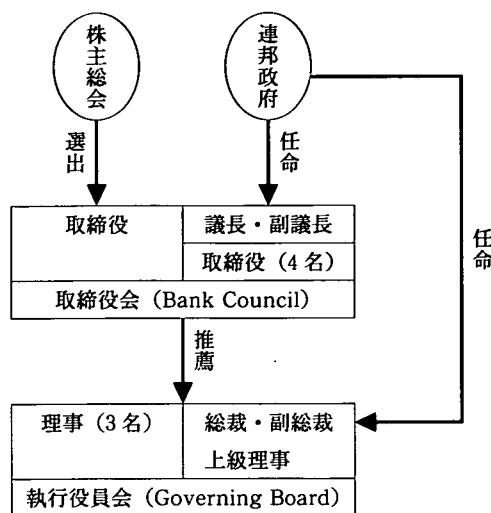 株主総会
連邦政府
選出
任命
任命
取締役
議長・副議長
取締役（4名）
取締役会（Bank Council）
推薦
理事（3名）
総裁・副総裁
上級理事
執行役員会（Governing Board）